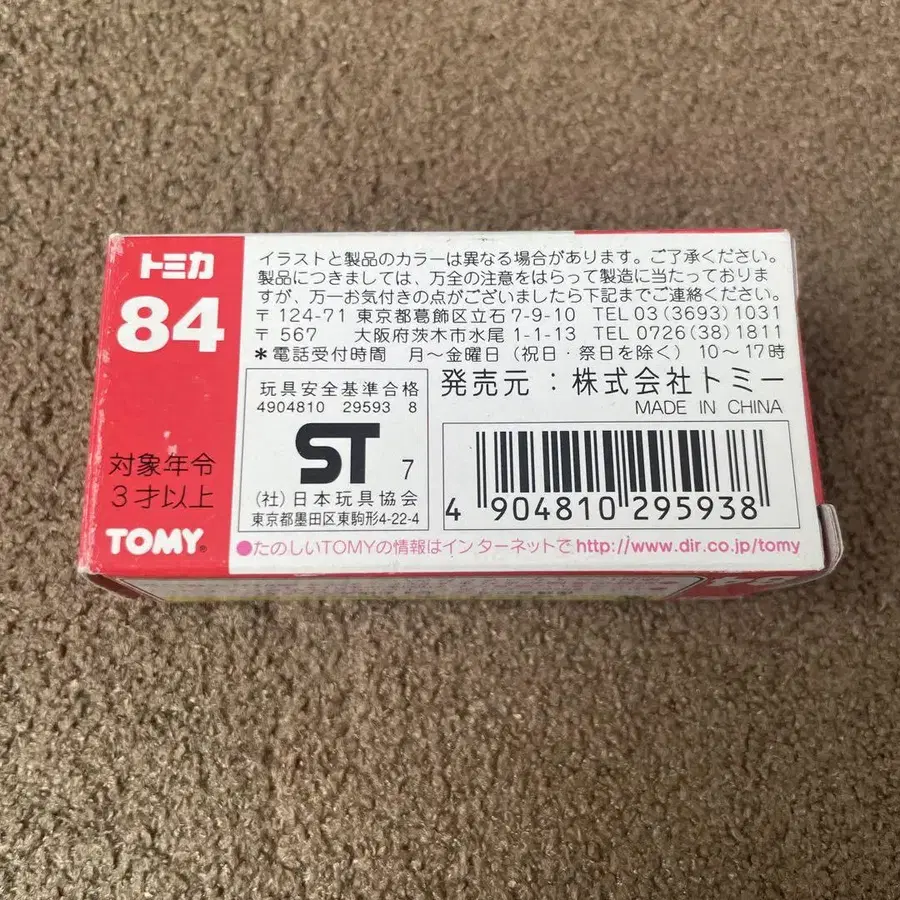 トミカ
84
対象年令
3才以上
TOMY®
イラストと製品のカラーは異なる場合があります。ご了承ください。
製品につきましては、万全の注意をはらって製造に当たっておりま
すが、万一お気付きの点がございましたら下記までご連絡ください。
〒124-71 東京都葛飾区立石7-9-10 TEL 03(3693)1031
〒567 大阪府茨木市水尾 1-1-13 TEL 0726(38)1811
*電話受付時間 月～金曜日(祝日・祭日を除く) 10～17時
玩具安全基準合格
4904810 29593 8
ST 7
(社)日本玩具協会
東京都墨田区東駒形4-22-4
発売元:株式会社トミー
MADE IN CHINA
4 904810 295938
●たのしいTOMYの情報はインターネットで http://www.dir.co.jp/tomy
84